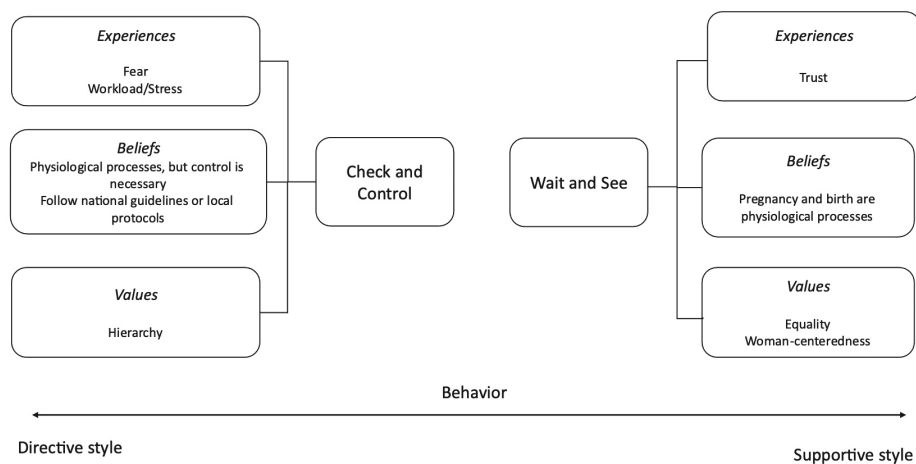 Experiences
Fear
Workload/Stress
Beliefs
Physiological processes, but control is
necessary
Follow national guidelines or local
protocols
Values
Hierarchy
Check and
Control
Wait and See
Experiences
Trust
Beliefs
Pregnancy and birth are
physiological processes
Values
Equality
Woman-centeredness
Behavior
Directive style
Supportive style